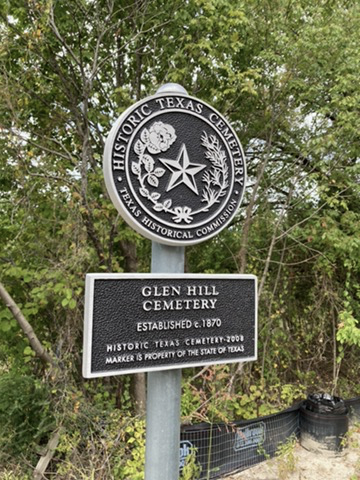 HISTORIC TEXAS CEMETERY
TEXAS HISTORICAL COMMISSION
GLEN HILL
CEMETERY
ESTABLISHED c.1870
HISTORIC TEXAS CEMETERY-2008
MARKER IS PROPERTY OF THE STATE OF TEXAS